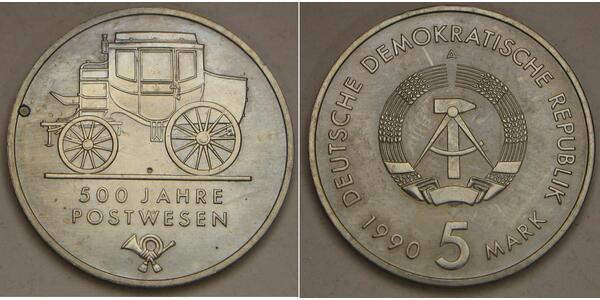 500 JAHRE
POSTWESEN
DEUTSCHE DEMOKRATISCHE REPUBLIK
A
1990 5 MARK